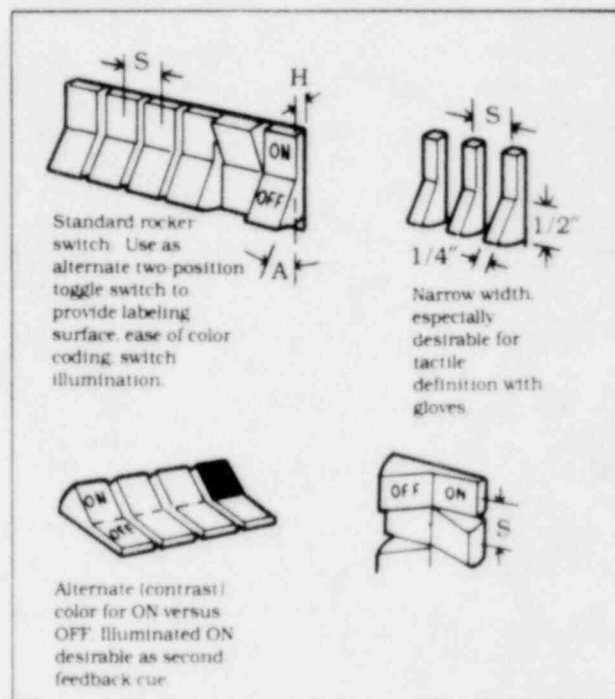 S
H
ON
OFF
A
Standard rocker
switch. Use as
alternate two-position
toggle switch to
provide labeling
surface, ease of color
coding, switch
illumination.
S
1/2"
1/4"
Narrow width,
especially
desirable for
tactile
definition with
gloves
ON
OFF
Alternate (contrast)
color for ON versus
OFF. Illuminated ON
desirable as second
feedback cue
OFF ON
S